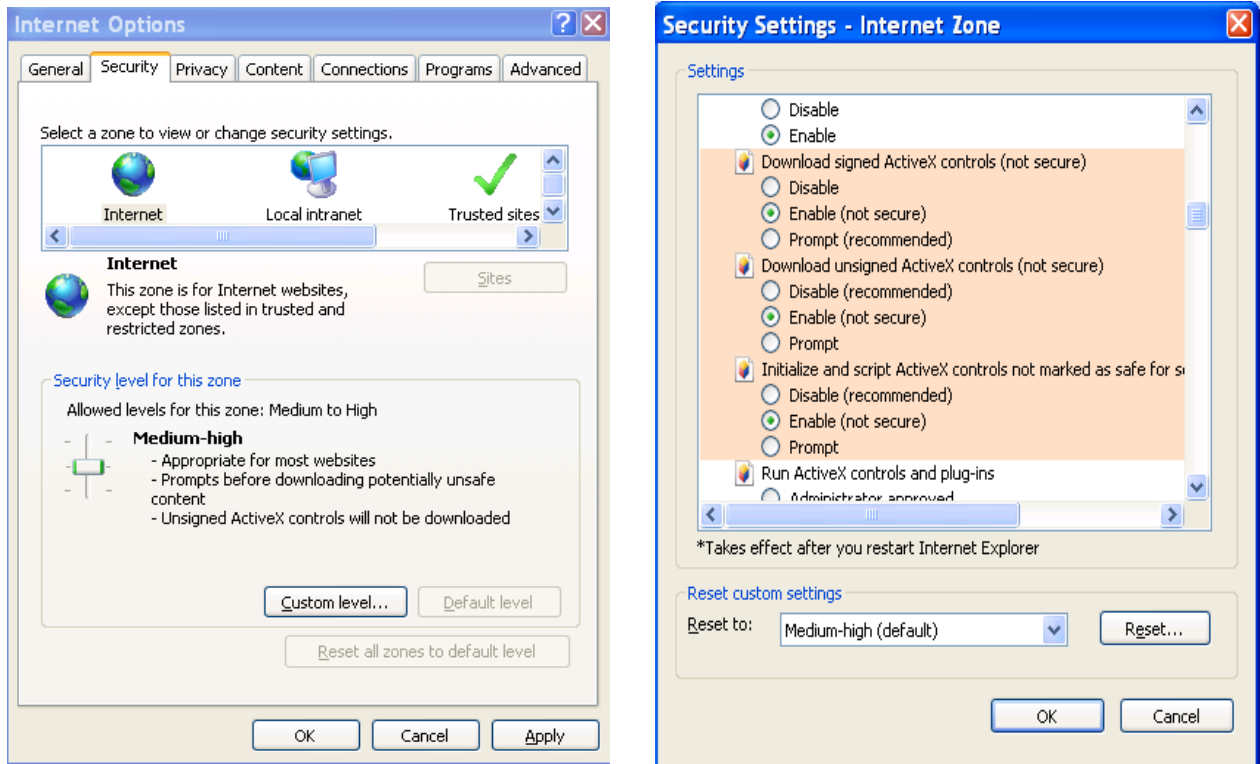 Internet Options
General Security Privacy Content Connections Programs Advanced
Select a zone to view or change security settings.
Internet Local intranet Trusted sites
Internet
Sites
This zone is for Internet websites,
except those listed in trusted and
restricted zones.
Security level for this zone
Allowed levels for this zone: Medium to High
Medium-high
- Appropriate for most websites
- Prompts before downloading potentially unsafe
content
- Unsigned ActiveX controls will not be downloaded
Custom level... Default level
Reset all zones to default level
OK Cancel Apply
Security Settings - Internet Zone
Settings
Disable
Enable
Download signed ActiveX controls (not secure)
Disable
Enable (not secure)
Prompt (recommended)
Download unsigned ActiveX controls (not secure)
Disable (recommended)
Enable (not secure)
Prompt
Initialize and script ActiveX controls not marked as safe for
Disable (recommended)
Enable (not secure)
Prompt
Run ActiveX controls and plug-ins
Administrator approved
*Takes effect after you restart Internet Explorer
Reset custom settings
Reset to: Medium-high (default) Reset...
OK Cancel